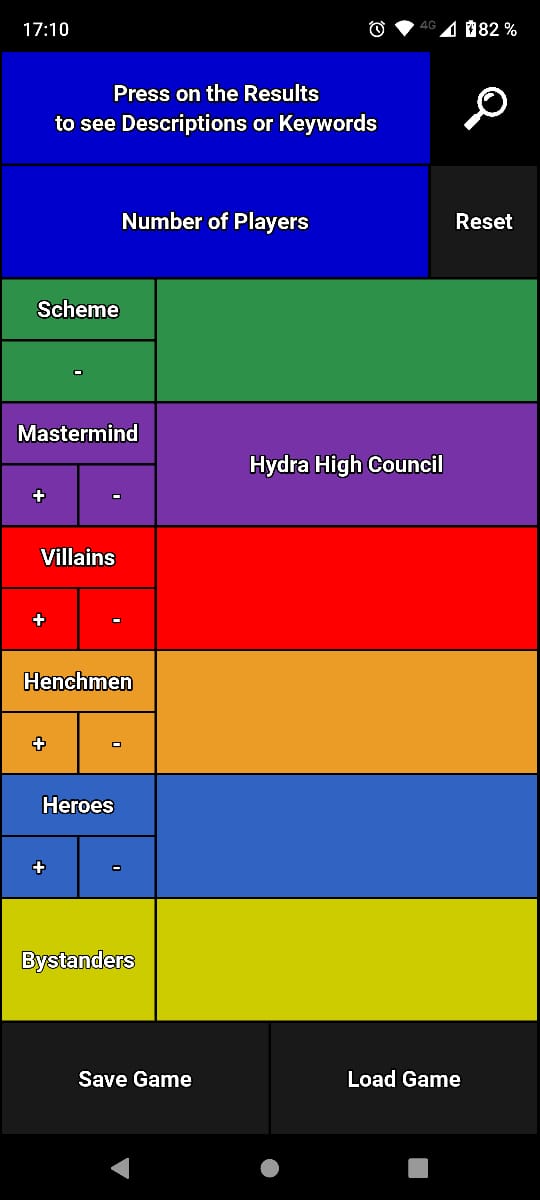 17:10
4G
82 %
Press on the Results
to see Descriptions or Keywords
Number of Players
Reset
Scheme
-
Mastermind
+ -
Hydra High Council
Villains
+ -
Henchmen
+ -
Heroes
+ -
Bystanders
Save Game
Load Game